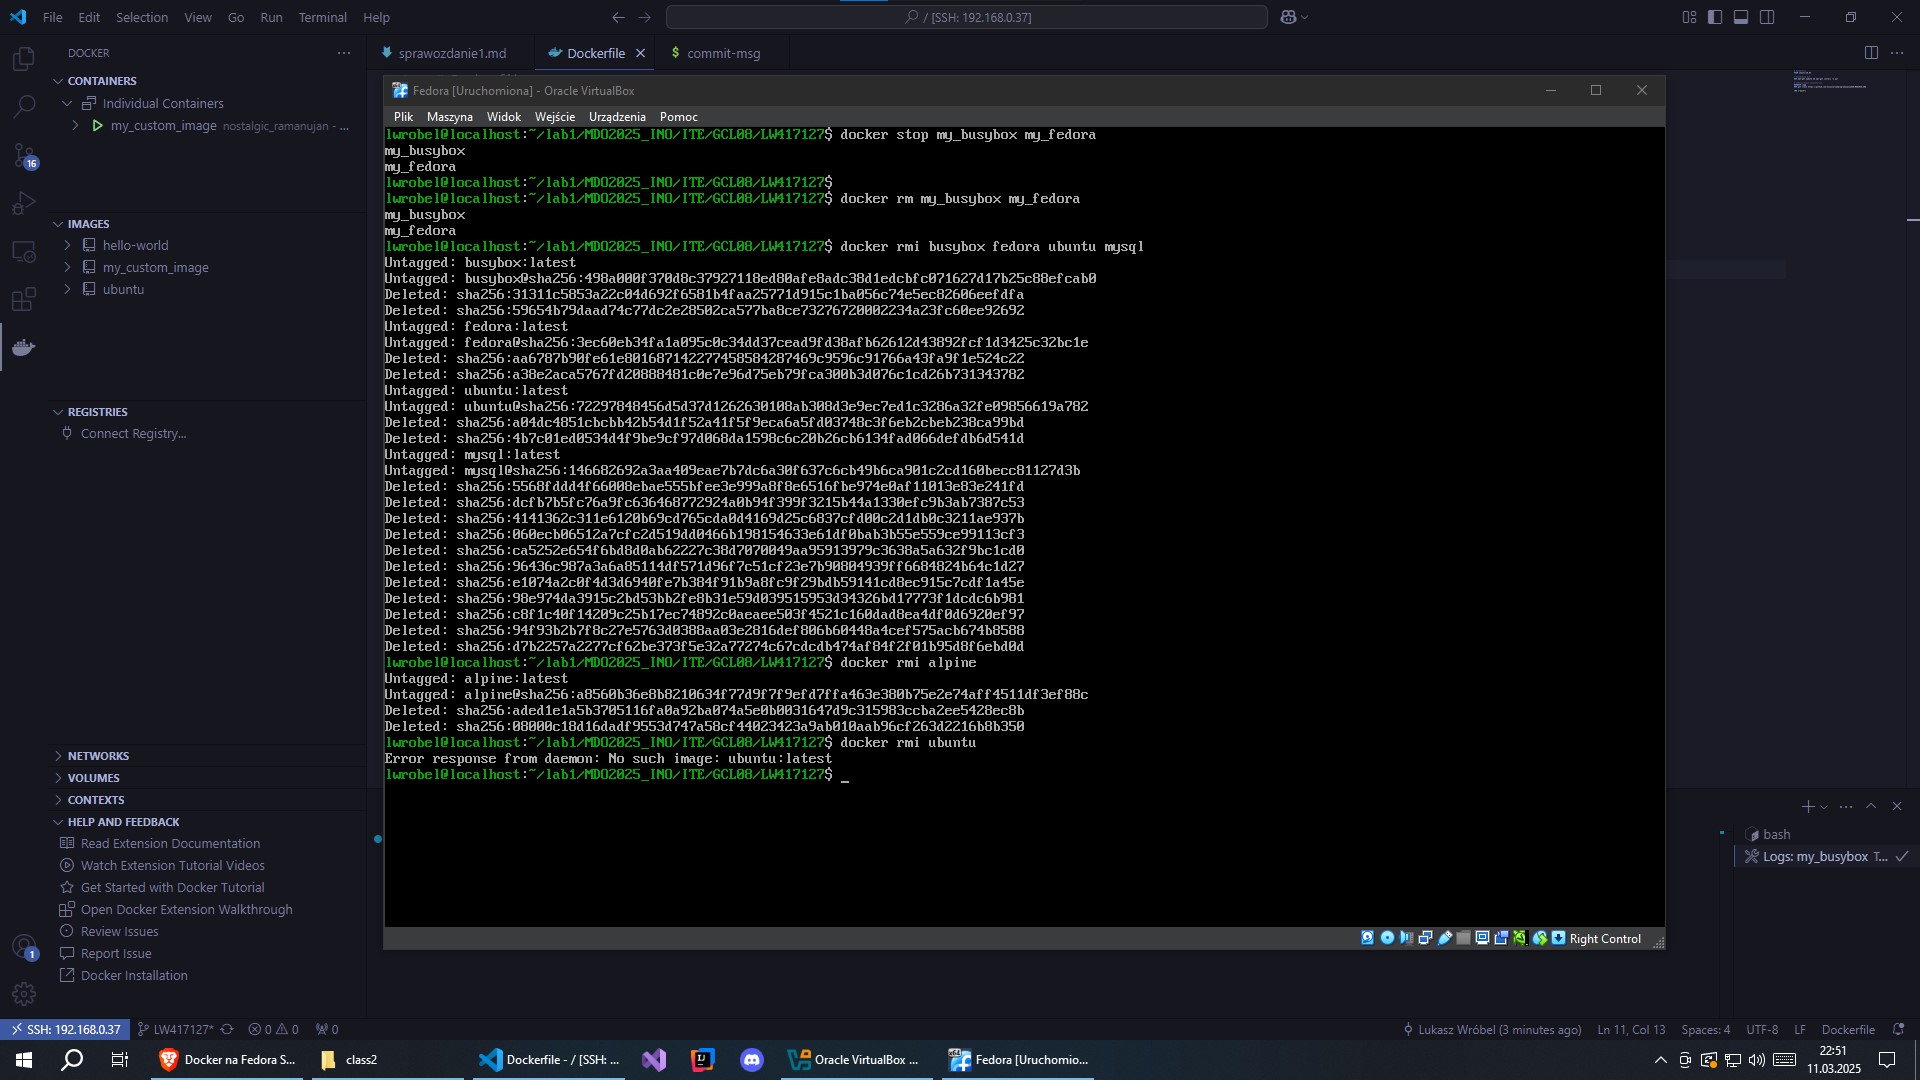 File Edit Selection View Go Run Terminal Help
/ [SSH: 192.168.0.37]
DOCKER
CONTAINERS
Individual Containers
my_custom_image nostalgic_ramanujan - ...
16
IMAGES
hello-world
my_custom_image
ubuntu
REGISTRIES
Connect Registry...
NETWORKS
VOLUMES
CONTEXTS
HELP AND FEEDBACK
Read Extension Documentation
Watch Extension Tutorial Videos
Get Started with Docker Tutorial
Open Docker Extension Walkthrough
Review Issues
1
Report Issue
Docker Installation
sprawozdanie1.md
Dockerfile
commit-msg
Fedora [Uruchomiona] - Oracle VirtualBox
Plik Maszyna Widok Wejście Urządzenia Pomoc
lwrobel@localhost:~/lab1/MDO2025_INO/ITE/GCL08/LW417127$ docker stop my_busybox my_fedora
my_busybox
my_fedora
lwrobel@localhost:~/lab1/MDO2025_INO/ITE/GCL08/LW417127$
lwrobel@localhost:~/lab1/MDO2025_INO/ITE/GCL08/LW417127$ docker rm my_busybox my_fedora
my_busybox
my_fedora
lwrobel@localhost:~/lab1/MDO2025_INO/ITE/GCL08/LW417127$ docker rmi busybox fedora ubuntu mysql
Untagged: busybox:latest
Untagged: busybox@sha256:498a000f370d8c37927118ed80afe8adc38d1edcbfc071627d17b25c88efcab0
Deleted: sha256:31311c5853a22c04d692f6581b4faa25771d915c1ba056c74e5ec82606eefdfa
Deleted: sha256:59654b79daad74c77dc2e28502ca577ba8ce73276720002234a23fc60ee92692
Untagged: fedora:latest
Untagged: fedora@sha256:3ec60eb34fa1a095c0c34dd37cead9fd38afb62612d43892fcf1d3425c32bc1e
Deleted: sha256:aa6787b90fe61e8016871422774585842874​69c9596c91766a43fa9f1e524c22
Deleted: sha256:a38e2aca5767fd20888481c0e7e96d75eb79fca300b3d076c1cd26b731343782
Untagged: ubuntu:latest
Untagged: ubuntu@sha256:72297848456d5d37d1262630108ab308d3e9ec7ed1c3286a32fe09856619a782
Deleted: sha256:a04dc4851cbcbb42b54d1f52a41f5f9eca6a5fd03748c3f6eb2cbeb238ca99bd
Deleted: sha256:4b7c01ed0534d4f9be9cf97d068da1598c6c20b26cb6134fad066defdb6d541d
Untagged: mysql:latest
Untagged: mysql@sha256:146682692a3aa409eae7b7dc6a30f637c6cb49b6ca901c2cd160becc81127d3b
Deleted: sha256:5568fddd4f66008ebae555bfee3e999a8f8e6516fbe974e0af11013e83e241fd
Deleted: sha256:dcfb7b5fc76a9fc636468772924a0b94f399f3215b44a1330efc9b3ab7387c53
Deleted: sha256:4141362c311e6120b69cd765cda0d4169d25c6837cfd00c2d1db0c3211ae937b
Deleted: sha256:060ecb06512a7cfc2d519dd0466b198154633e61df0bab3b55e559ce99113cf3
Deleted: sha256:ca5252e654f6bd8d0ab62227c38d7070049aa95913979c3638a5a632f9bc1cd0
Deleted: sha256:96436c987a3a6a85114df571d96f7c51cf23e7b90804939ff6684824b64c1d27
Deleted: sha256:e1074a2c0f4d3d6940fe7b384f91b9a8fc9f29bdb59141cd8ec915c7cdf1a45e
Deleted: sha256:98e974da3915c2bd53bb2fe8b31e59d039515953d34326bd17773f1dcdc6b981
Deleted: sha256:c8f1c40f14209c25b17ec74892c0aeaee503f4521c160dad8ea4df0d6920ef97
Deleted: sha256:94f93b2b7f8c27e5763d0388aa03e2816def806b60448a4cef575acb674b8588
Deleted: sha256:d7b2257a2277cf62be373f5e32a77274c67cdcdb474af84f2f01b95d8f6ebd0d
lwrobel@localhost:~/lab1/MDO2025_INO/ITE/GCL08/LW417127$ docker rmi alpine
Untagged: alpine:latest
Untagged: alpine@sha256:a8560b36e8b8210634f77d9f7f9efd7ffa463e380b75e2e74aff4511df3ef88c
Deleted: sha256:aded1e1a5b3705116fa0a92ba074a5e0b0031647d9c315983ccba2ee5428ec8b
Deleted: sha256:08000c18d16dadf9553d747a58cf44023423a9ab010aab96cf263d2216b8b350
lwrobel@localhost:~/lab1/MDO2025_INO/ITE/GCL08/LW417127$ docker rmi ubuntu
Error response from daemon: No such image: ubuntu:latest
lwrobel@localhost:~/lab1/MDO2025_INO/ITE/GCL08/LW417127$ _
Right Control
bash
Logs: my_busybox T...
SSH: 192.168.0.37 LW417127* 0 0 0
Lukasz Wróbel (3 minutes ago) Ln 11, Col 13 Spaces: 4 UTF-8 LF Dockerfile
Docker na Fedora S...
class2
Dockerfile - / [SSH: ...
Oracle VirtualBox ...
Fedora [Uruchomio...
22:51
11.03.2025